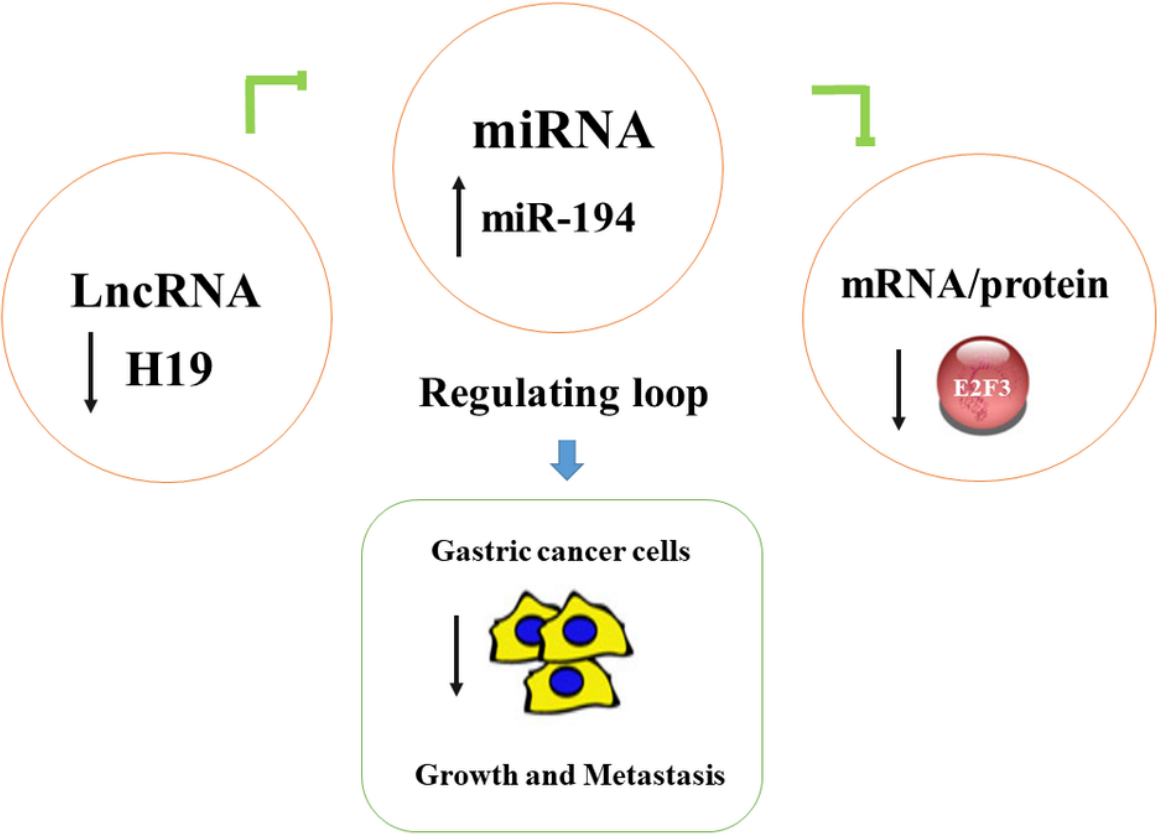 miRNA
miR-194
LncRNA
H19
mRNA/protein
E2F3
Regulating loop
Gastric cancer cells
Growth and Metastasis